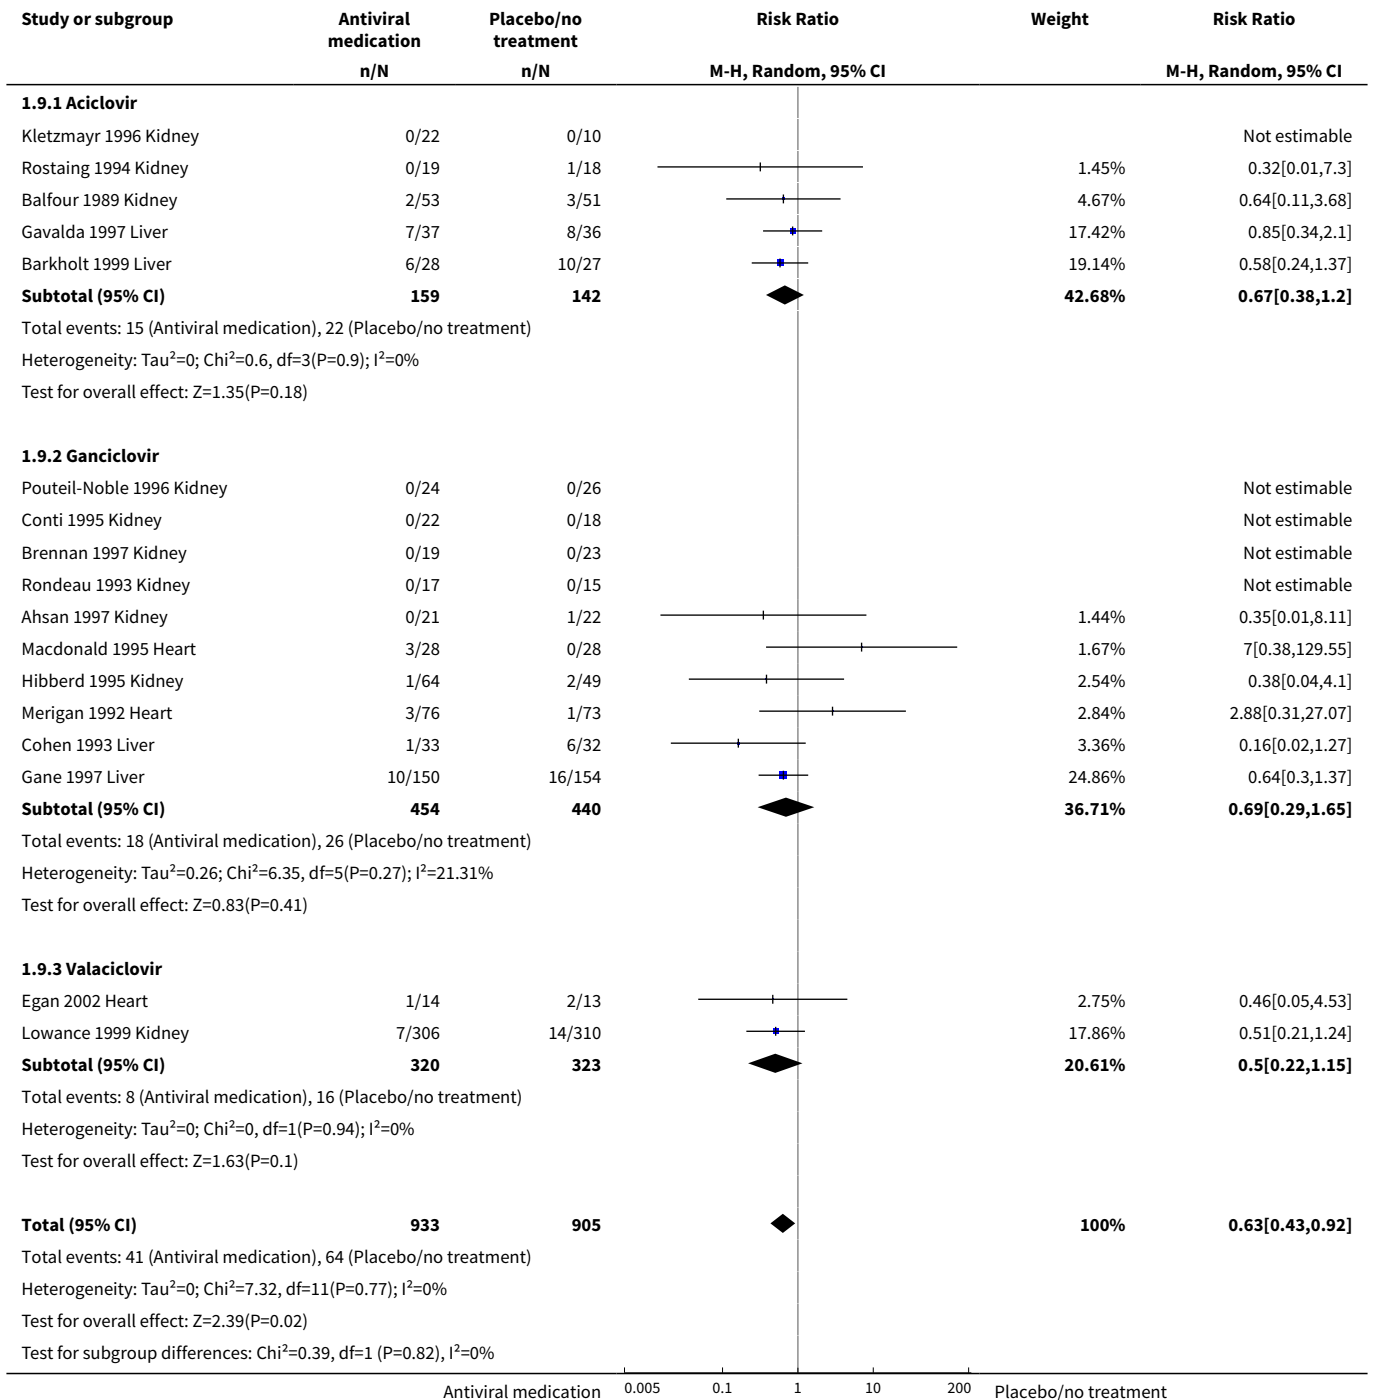 Study or subgroup Antiviral medication Placebo/no treatment Risk Ratio Weight Risk Ratio
n/N n/N M-H, Random, 95% CI M-H, Random, 95% CI
1.9.1 Aciclovir
Kletzmayr 1996 Kidney 0/22 0/10 Not estimable
Rostaing 1994 Kidney 0/19 1/18 1.45% 0.32[0.01,7.3]
Balfour 1989 Kidney 2/53 3/51 4.67% 0.64[0.11,3.68]
Gavalda 1997 Liver 7/37 8/36 17.42% 0.85[0.34,2.1]
Barkholt 1999 Liver 6/28 10/27 19.14% 0.58[0.24,1.37]
Subtotal (95% CI) 159 142 42.68% 0.67[0.38,1.2]
Total events: 15 (Antiviral medication), 22 (Placebo/no treatment)
Heterogeneity: Tau²=0; Chi²=0.6, df=3(P=0.9); I²=0%
Test for overall effect: Z=1.35(P=0.18)
1.9.2 Ganciclovir
Pouteil-Noble 1996 Kidney 0/24 0/26 Not estimable
Conti 1995 Kidney 0/22 0/18 Not estimable
Brennan 1997 Kidney 0/19 0/23 Not estimable
Rondeau 1993 Kidney 0/17 0/15 Not estimable
Ahsan 1997 Kidney 0/21 1/22 1.44% 0.35[0.01,8.11]
Macdonald 1995 Heart 3/28 0/28 1.67% 7[0.38,129.55]
Hibberd 1995 Kidney 1/64 2/49 2.54% 0.38[0.04,4.1]
Merigan 1992 Heart 3/76 1/73 2.84% 2.88[0.31,27.07]
Cohen 1993 Liver 1/33 6/32 3.36% 0.16[0.02,1.27]
Gane 1997 Liver 10/150 16/154 24.86% 0.64[0.3,1.37]
Subtotal (95% CI) 454 440 36.71% 0.69[0.29,1.65]
Total events: 18 (Antiviral medication), 26 (Placebo/no treatment)
Heterogeneity: Tau²=0.26; Chi²=6.35, df=5(P=0.27); I²=21.31%
Test for overall effect: Z=0.83(P=0.41)
1.9.3 Valaciclovir
Egan 2002 Heart 1/14 2/13 2.75% 0.46[0.05,4.53]
Lowance 1999 Kidney 7/306 14/310 17.86% 0.51[0.21,1.24]
Subtotal (95% CI) 320 323 20.61% 0.5[0.22,1.15]
Total events: 8 (Antiviral medication), 16 (Placebo/no treatment)
Heterogeneity: Tau²=0; Chi²=0, df=1(P=0.94); I²=0%
Test for overall effect: Z=1.63(P=0.1)
Total (95% CI) 933 905 100% 0.63[0.43,0.92]
Total events: 41 (Antiviral medication), 64 (Placebo/no treatment)
Heterogeneity: Tau²=0; Chi²=7.32, df=11(P=0.77); I²=0%
Test for overall effect: Z=2.39(P=0.02)
Test for subgroup differences: Chi²=0.39, df=1 (P=0.82), I²=0%
Antiviral medication 0.005 0.1 1 10 200 Placebo/no treatment